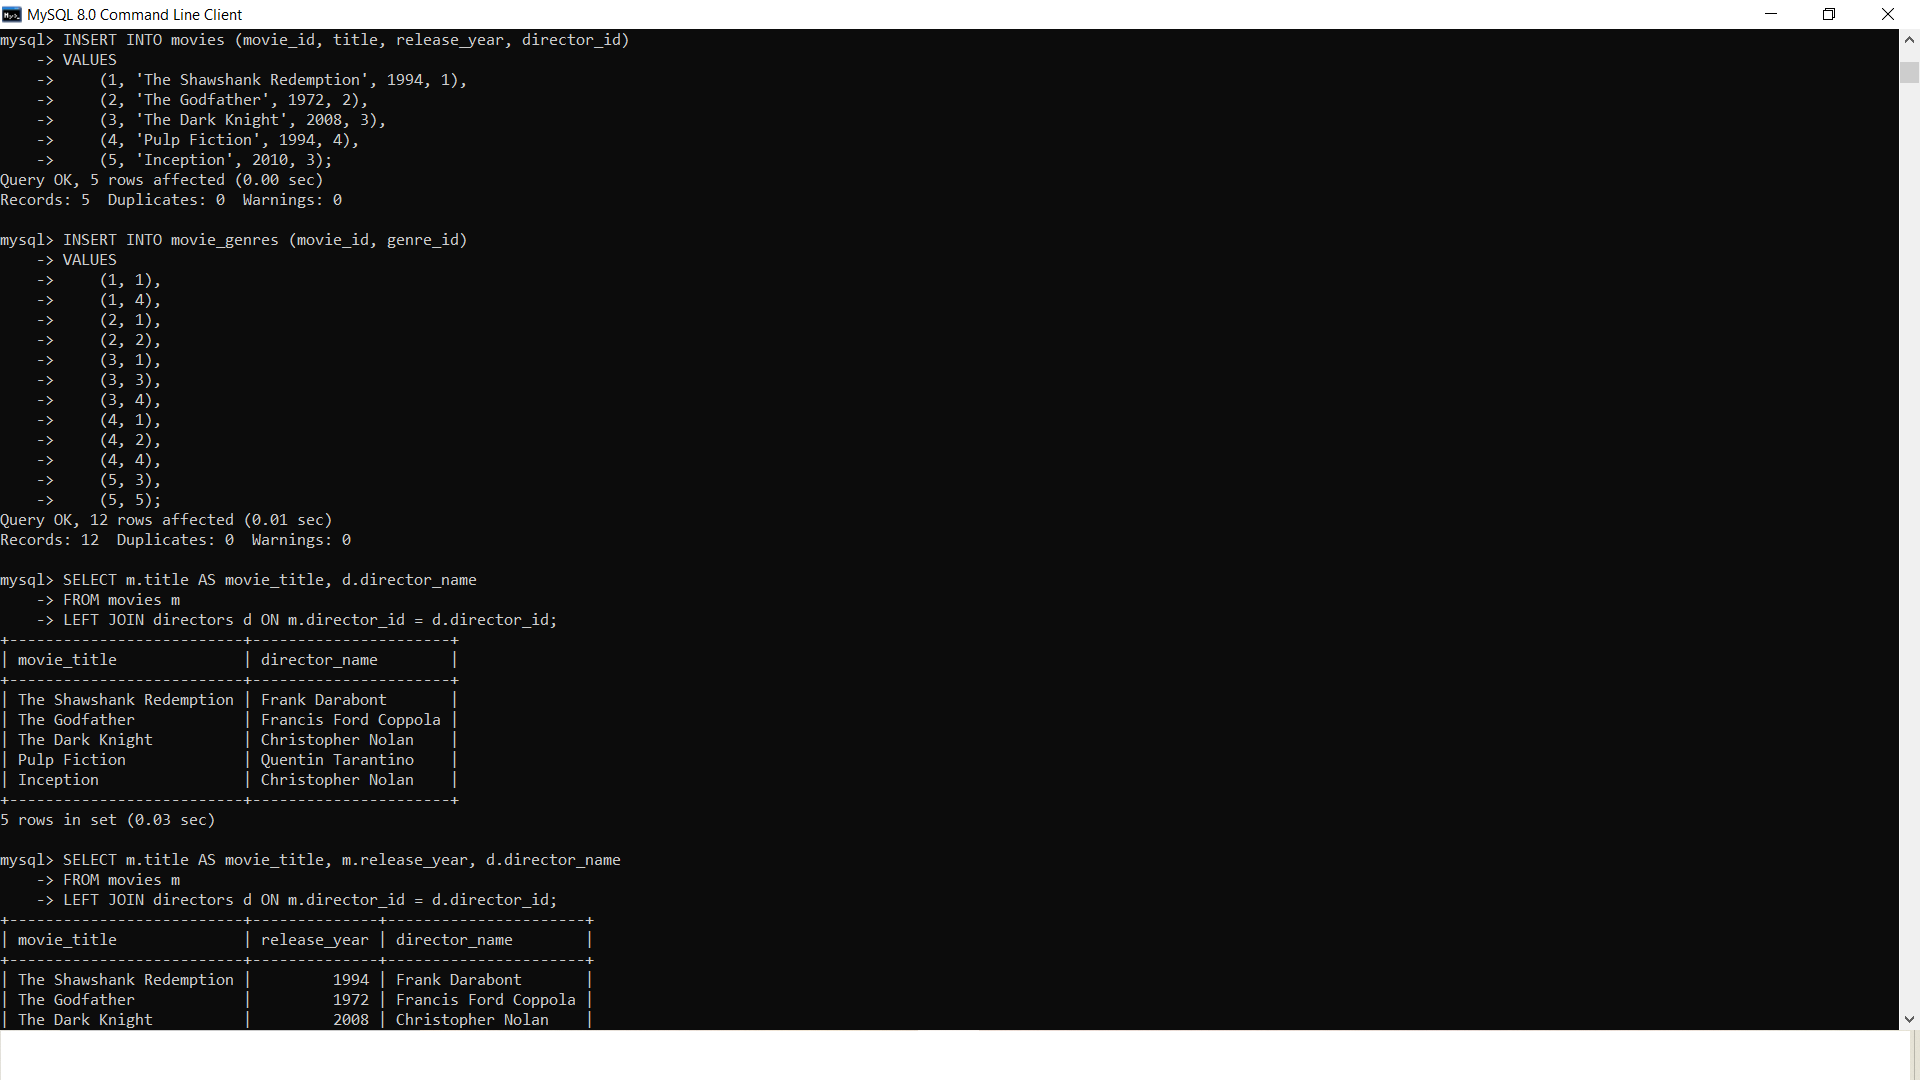 MySQL 8.0 Command Line Client
mysql> INSERT INTO movies (movie_id, title, release_year, director_id)
    -> VALUES
    ->     (1, 'The Shawshank Redemption', 1994, 1),
    ->     (2, 'The Godfather', 1972, 2),
    ->     (3, 'The Dark Knight', 2008, 3),
    ->     (4, 'Pulp Fiction', 1994, 4),
    ->     (5, 'Inception', 2010, 3);
Query OK, 5 rows affected (0.00 sec)
Records: 5  Duplicates: 0  Warnings: 0

mysql> INSERT INTO movie_genres (movie_id, genre_id)
    -> VALUES
    ->     (1, 1),
    ->     (1, 4),
    ->     (2, 1),
    ->     (2, 2),
    ->     (3, 1),
    ->     (3, 3),
    ->     (3, 4),
    ->     (4, 1),
    ->     (4, 2),
    ->     (4, 4),
    ->     (5, 3),
    ->     (5, 5);
Query OK, 12 rows affected (0.01 sec)
Records: 12  Duplicates: 0  Warnings: 0

mysql> SELECT m.title AS movie_title, d.director_name
    -> FROM movies m
    -> LEFT JOIN directors d ON m.director_id = d.director_id;
+--------------------------+----------------------+
| movie_title              | director_name        |
+--------------------------+----------------------+
| The Shawshank Redemption | Frank Darabont       |
| The Godfather            | Francis Ford Coppola |
| The Dark Knight          | Christopher Nolan    |
| Pulp Fiction             | Quentin Tarantino    |
| Inception                | Christopher Nolan    |
+--------------------------+----------------------+
5 rows in set (0.03 sec)

mysql> SELECT m.title AS movie_title, m.release_year, d.director_name
    -> FROM movies m
    -> LEFT JOIN directors d ON m.director_id = d.director_id;
+--------------------------+--------------+----------------------+
| movie_title              | release_year | director_name        |
+--------------------------+--------------+----------------------+
| The Shawshank Redemption |         1994 | Frank Darabont       |
| The Godfather            |         1972 | Francis Ford Coppola |
| The Dark Knight          |         2008 | Christopher Nolan    |